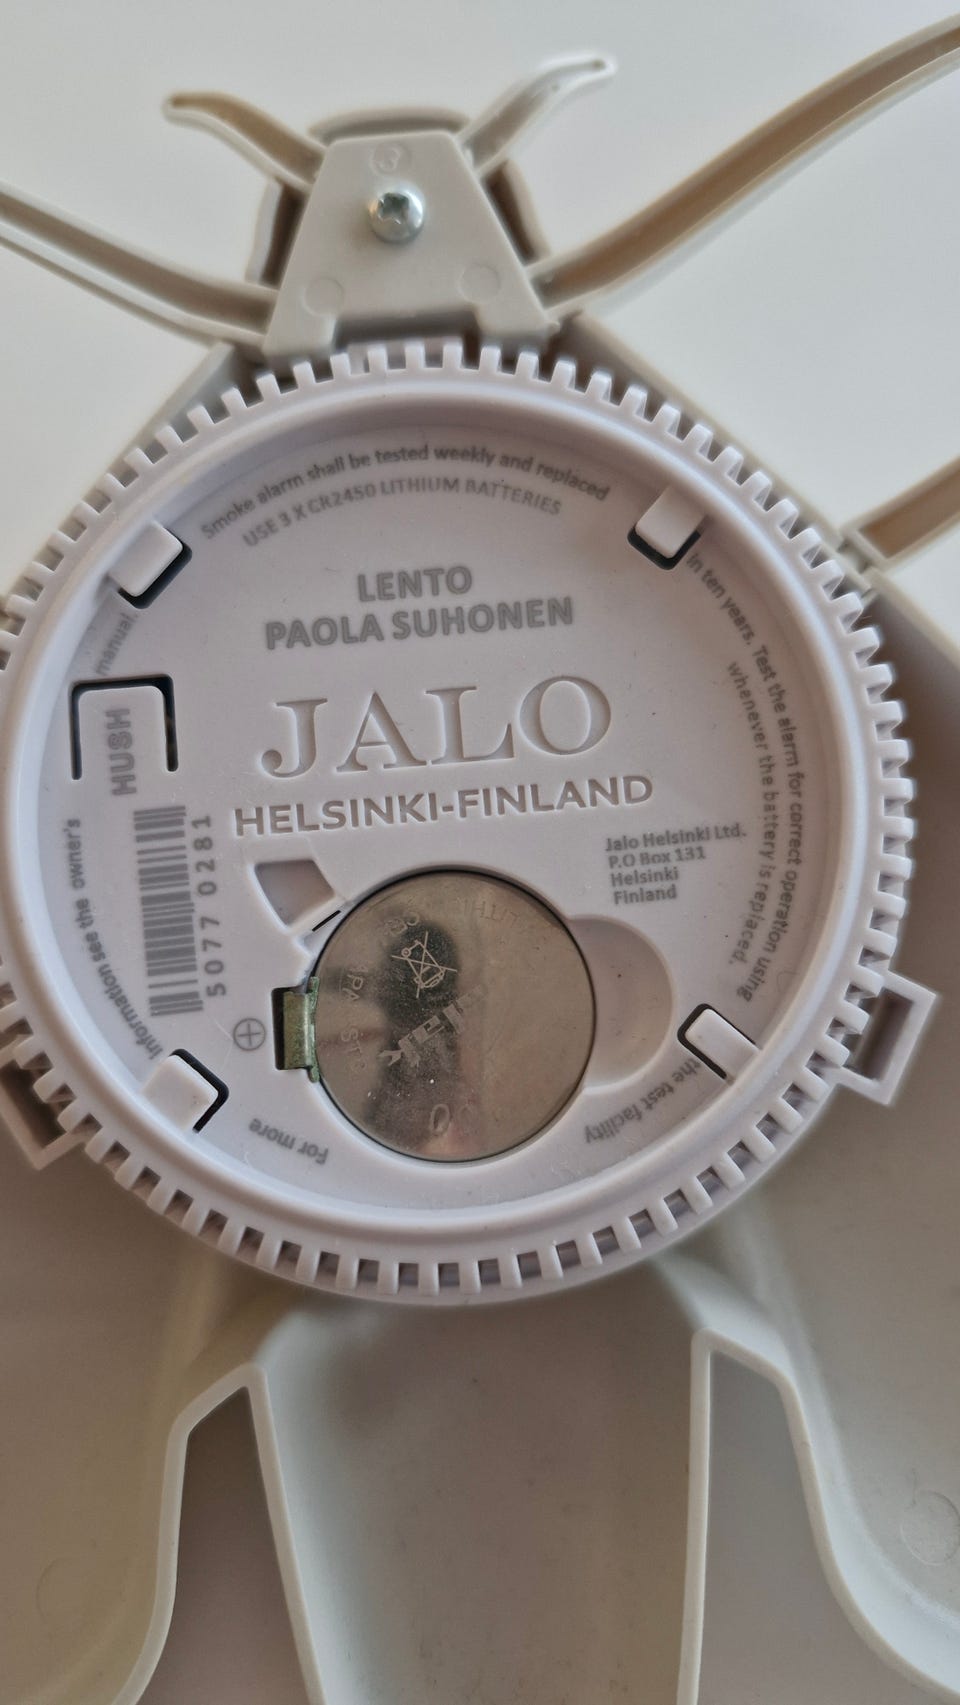 Smoke alarm shall be tested weekly and replaced
in ten years. Test the alarm for correct operation using
the test facility
whenever the battery is replaced.
For more
information see the owner's
manual.
USE 3 X CR2450 LITHIUM BATTERIES
LENTO
PAOLA SUHONEN
JALO
HELSINKI-FINLAND
HUSH
5077 0281
Jalo Helsinki Ltd.
P.O Box 131
Helsinki
Finland
+
3